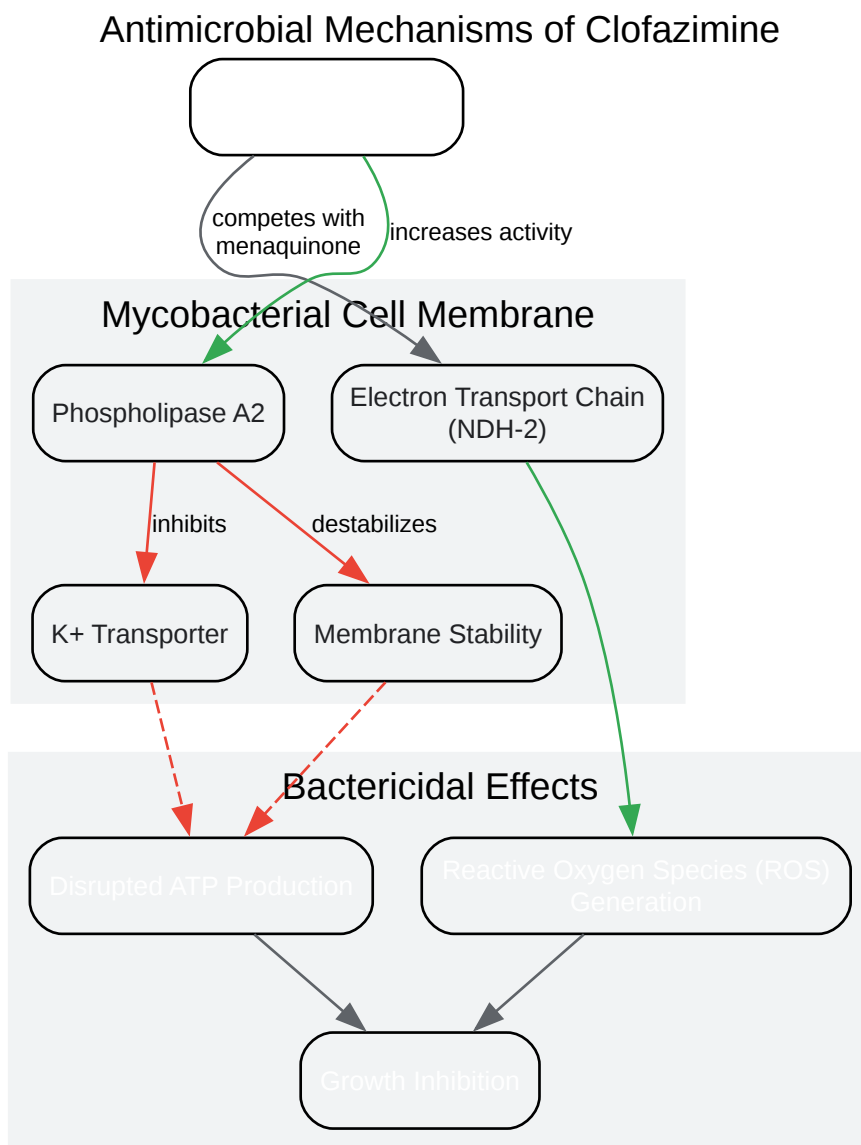 Antimicrobial Mechanisms of Clofazimine
competes with
menaquinone
increases activity
Mycobacterial Cell Membrane
Phospholipase A2
Electron Transport Chain
(NDH-2)
inhibits
destabilizes
K+ Transporter
Membrane Stability
Bactericidal Effects
Disrupted ATP Production
Reactive Oxygen Species (ROS)
Generation
Growth Inhibition